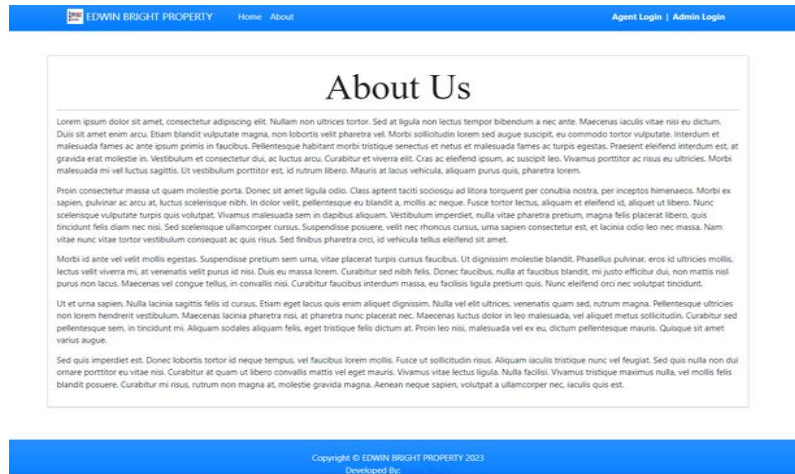 EDWIN BRIGHT PROPERTY Home About Agent Login | Admin Login
About Us
Lorem ipsum dolor sit amet, consectetur adipiscing elit. Nullam non ultrices tortor. Sed at ligula non lectus tempor bibendum a nec ante. Maecenas iaculis vitae nisi eu dictum.
Duis sit amet enim arcu. Etiam blandit vulputate magna, non lobortis velit pharetra vel. Morbi sollicitudin lorem sed augue suscipit, eu commodo tortor vulputate. Interdum et
malesuada fames ac ante ipsum primis in faucibus. Pellentesque habitant morbi tristique senectus et netus et malesuada fames ac turpis egestas. Praesent eleifend interdum est, at
gravida erat molestie in. Vestibulum et consectetur dui, ac luctus arcu. Curabitur et viverra elit. Cras ac eleifend ipsum, ac suscipit leo. Vivamus porttitor ac risus eu ultricies. Morbi
malesuada mi vel luctus sagittis. Ut vestibulum porttitor est, id rutrum libero. Mauris at lacus vehicula, aliquam purus quis, pharetra lorem.
Proin consectetur massa ut quam molestie porta. Donec sit amet ligula odio. Class aptent taciti sociosqu ad litora torquent per conubia nostra, per inceptos himenaeos. Morbi ex
sapien, pulvinar ac arcu at, luctus scelerisque nibh. In dolor velit, pellentesque eu blandit a, mollis ac neque. Fusce tortor lectus, aliquam et eleifend id, aliquet ut libero. Nunc
scelerisque vulputate turpis quis volutpat. Vivamus malesuada sem in dapibus aliquam. Vestibulum imperdiet, nulla vitae pharetra pretium, magna felis placerat libero, quis
tincidunt felis diam nec nisi. Sed scelerisque ullamcorper cursus. Suspendisse posuere, velit nec rhoncus cursus, urna sapien consectetur est, et lacinia odio leo nec massa. Nam
vitae nunc vitae tortor vestibulum consequat ac quis risus. Sed finibus pharetra orci, id vehicula tellus eleifend sit amet.
Morbi id ante vel velit mollis egestas. Suspendisse pretium sem urna, vitae placerat turpis cursus faucibus. Ut dignissim molestie blandit. Phasellus pulvinar, eros id ultricies mollis,
lectus velit viverra mi, at venenatis velit purus id nisi. Duis eu massa lorem. Curabitur sed nibh felis. Donec faucibus, nulla at faucibus blandit, mi justo efficitur dui, non mattis nisl
purus non lacus. Maecenas vel congue tellus, in convallis nisi. Curabitur faucibus interdum massa, eu facilisis ligula pretium quis. Nunc eleifend orci nec volutpat tincidunt.
Ut et urna sapien. Nulla lacinia sagittis felis id cursus. Etiam eget lacus quis enim aliquet dignissim. Nulla vel elit ultrices, venenatis quam sed, rutrum magna. Pellentesque ultricies
non lorem hendrerit vestibulum. Maecenas lacinia pharetra nisi, at pharetra nunc placerat nec. Maecenas luctus dolor in leo malesuada, vel aliquet metus sollicitudin. Curabitur sed
pellentesque sem, in tincidunt mi. Aliquam sodales aliquam felis, eget tristique felis dictum at. Proin leo nisi, malesuada vel ex eu, dictum pellentesque mauris. Quisque sit amet
varius augue.
Sed quis imperdiet est. Donec lobortis tortor id neque tempus, vel faucibus lorem mollis. Fusce ut sollicitudin risus. Aliquam iaculis tristique nunc vel feugiat. Sed quis nulla non dui
ornare porttitor eu vitae nisi. Curabitur at quam ut libero convallis mattis vel eget mauris. Vivamus vitae lectus ligula. Nulla facilisi. Vivamus tristique maximus nulla, vel mollis felis
blandit posuere. Curabitur mi risus, rutrum non magna at, molestie gravida magna. Aenean neque sapien, volutpat a ullamcorper nec, iaculis quis est.
Copyright © EDWIN BRIGHT PROPERTY 2023
Developed By: